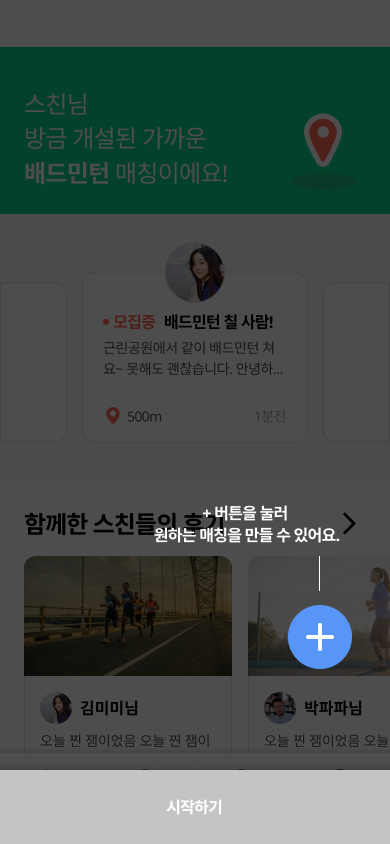 스친님
방금 개설된 가까운
배드민턴 매칭이에요!
모집중 배드민턴 칠 사람!
근린공원에서 같이 배드민턴 쳐
요~ 못해도 괜찮습니다. 안녕하...
500m 1분전
+ 버튼을 눌러
원하는 매칭을 만들 수 있어요.
함께한 스친들의 후기
김미미님
오늘 찐 잼이었음 오늘 찐 잼이
박파파님
오늘 찐 잼이었음 오늘
시작하기